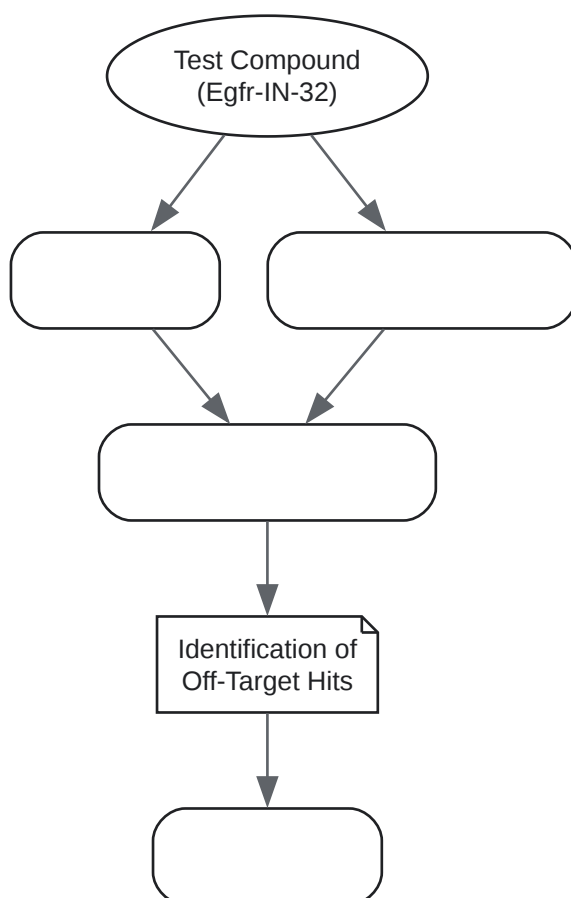 Test Compound
(Egfr-IN-32)
Identification of
Off-Target Hits